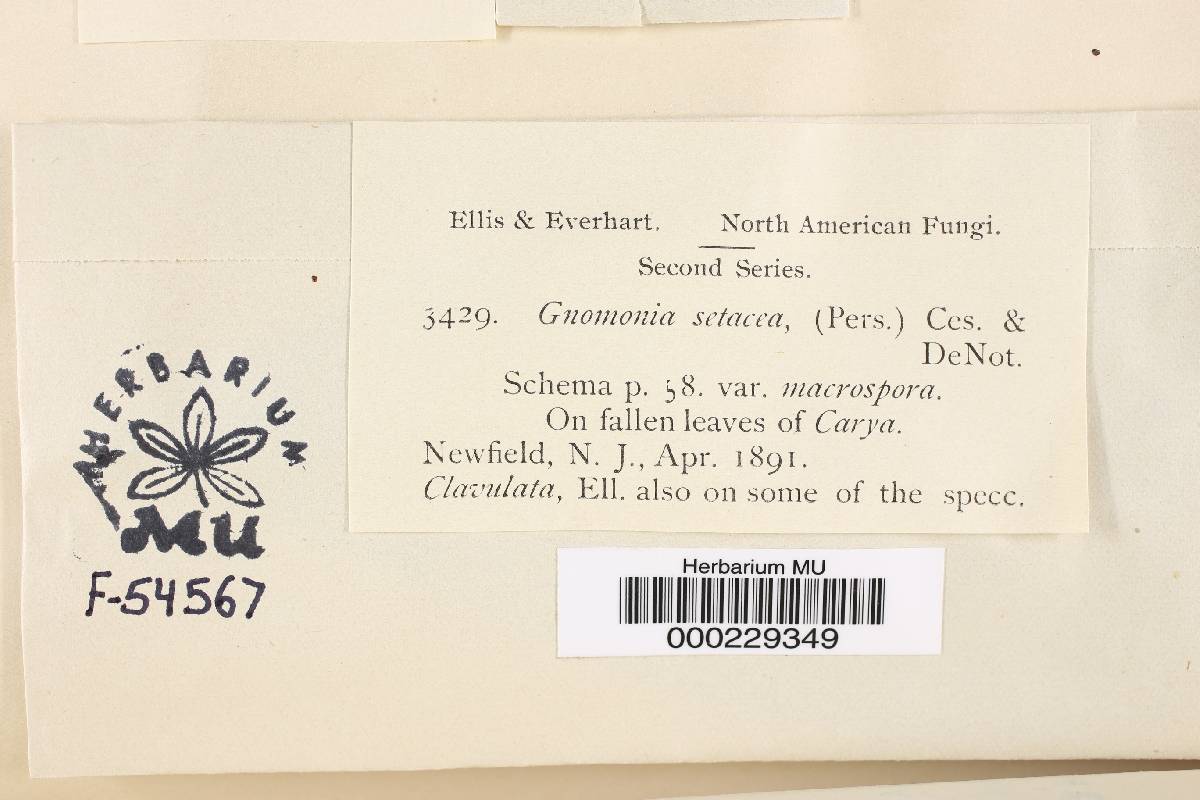 Ellis & Everhart. North American Fungi.
Second Series.
3429. Gnomonia setacea, (Pers.) Ces. &
DeNot.
Schema p. 58. var. macrospora.
On fallen leaves of Carya.
Newfield, N. J., Apr. 1891.
Clavulata, Ell. also on some of the specc.
HERBARIUM
MU
F-54567
Herbarium MU
000229349